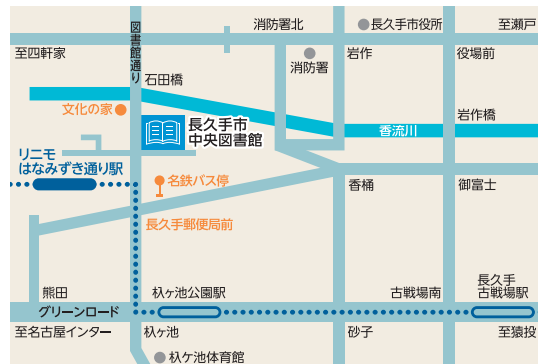 消防署北
長久手市役所
至瀬戸
図書館通り
至四軒家
消防署
岩作
役場前
石田橋
文化の家
長久手市
中央図書館
香流川
岩作橋
リニモ
はなみずき通り駅
名鉄バス停
香桶
御富士
長久手郵便局前
熊田
杁ヶ池公園駅
古戦場南
長久手
古戦場駅
グリーンロード
至名古屋インター
杁ヶ池
砂子
至猿投
杁ヶ池体育館